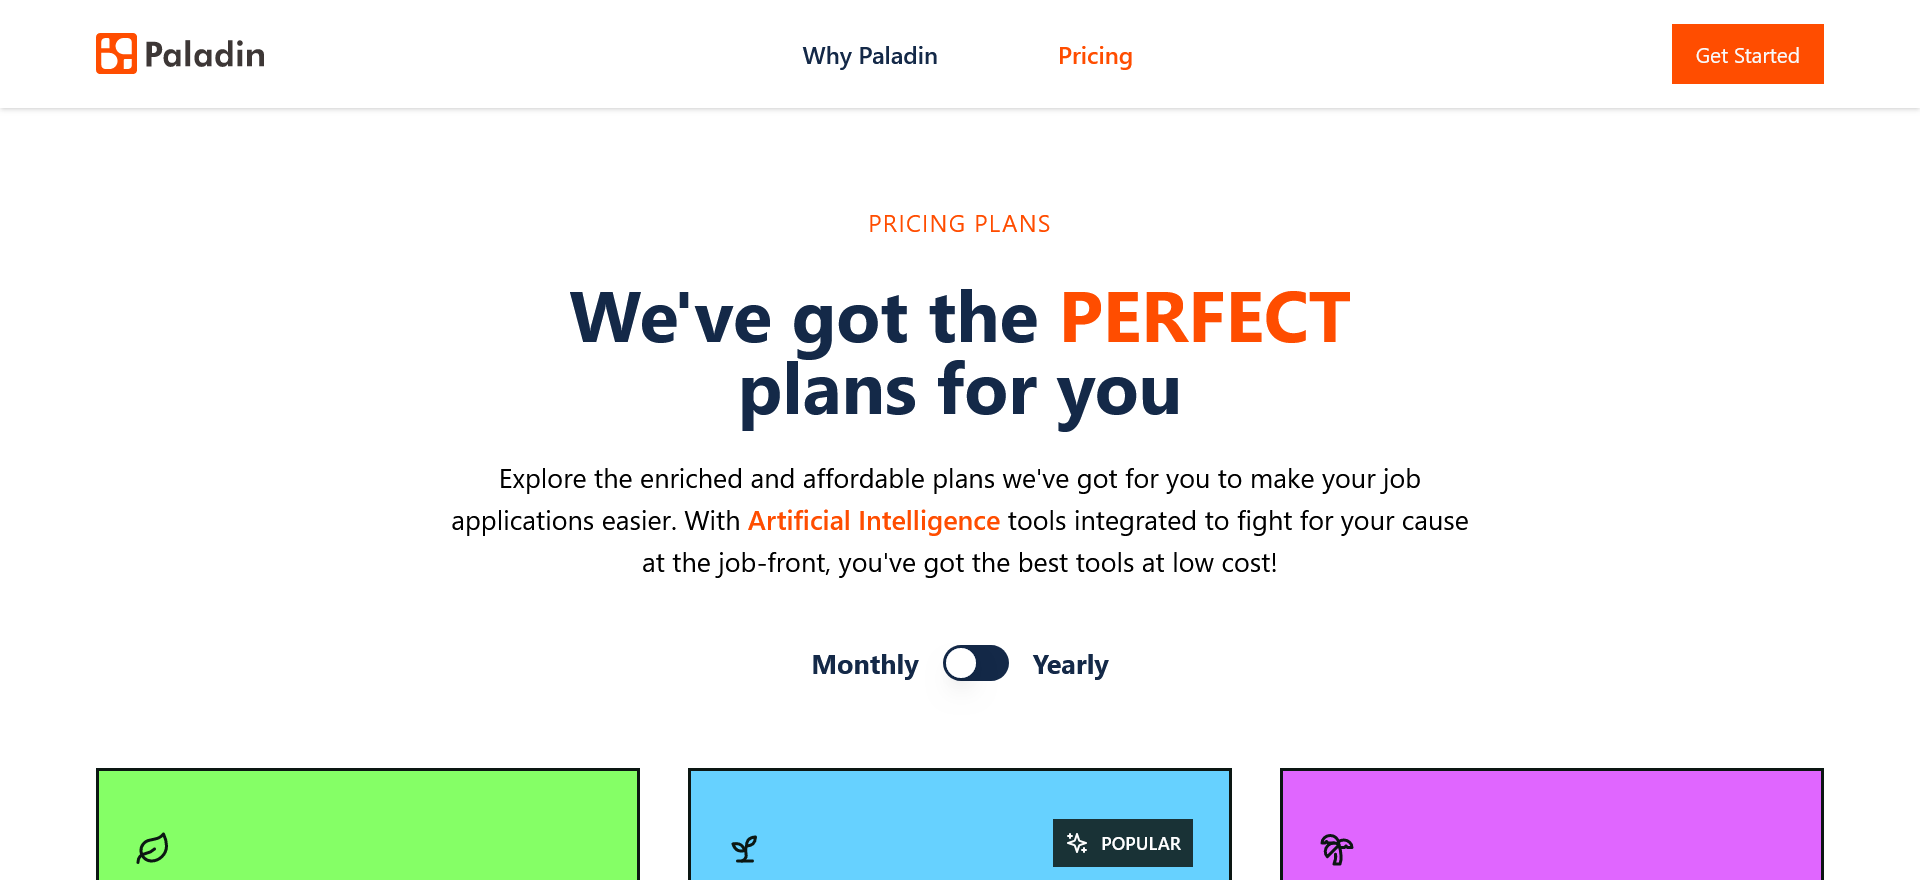 Paladin
Why Paladin
Pricing
Get Started
PRICING PLANS
We've got the PERFECT
plans for you
Explore the enriched and affordable plans we've got for you to make your job
applications easier. With Artificial Intelligence tools integrated to fight for your cause
at the job-front, you've got the best tools at low cost!
Monthly
Yearly
POPULAR